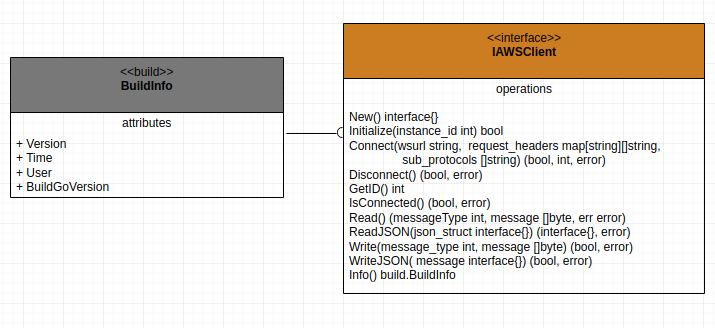 <<build>>
BuildInfo
attributes
+ Version
+ Time
+ User
+ BuildGoVersion
<<interface>>
IAWSClient
operations
New() interface{}
Initialize(instance_id int) bool
Connect(wsurl string, request_headers map[string][]string,
sub_protocols []string) (bool, int, error)
Disconnect() (bool, error)
GetID() int
IsConnected() (bool, error)
Read() (messageType int, message []byte, err error)
ReadJSON(json_struct interface{}) (interface{}, error)
Write(message_type int, message []byte) (bool, error)
WriteJSON( message interface{}) (bool, error)
Info() build.BuildInfo